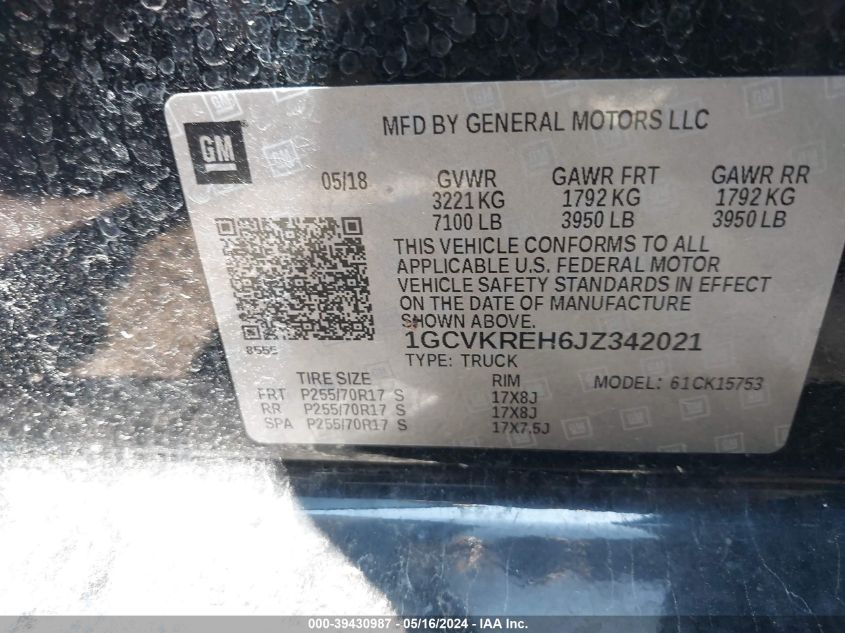 GM
MFD BY GENERAL MOTORS LLC
05/18 GVWR GAWR FRT GAWR RR
3221 KG 1792 KG 1792 KG
7100 LB 3950 LB 3950 LB
THIS VEHICLE CONFORMS TO ALL
APPLICABLE U.S. FEDERAL MOTOR
VEHICLE SAFETY STANDARDS IN EFFECT
ON THE DATE OF MANUFACTURE
SHOWN ABOVE.
8555
1GCVKREH6JZ342021
TYPE: TRUCK
TIRE SIZE RIM MODEL: 61CK15753
FRT P255/70R17 S 17X8J
RR P255/70R17 S 17X8J
SPA P255/70R17 S 17X7.5J
000-39430987 - 05/16/2024 - IAA Inc.